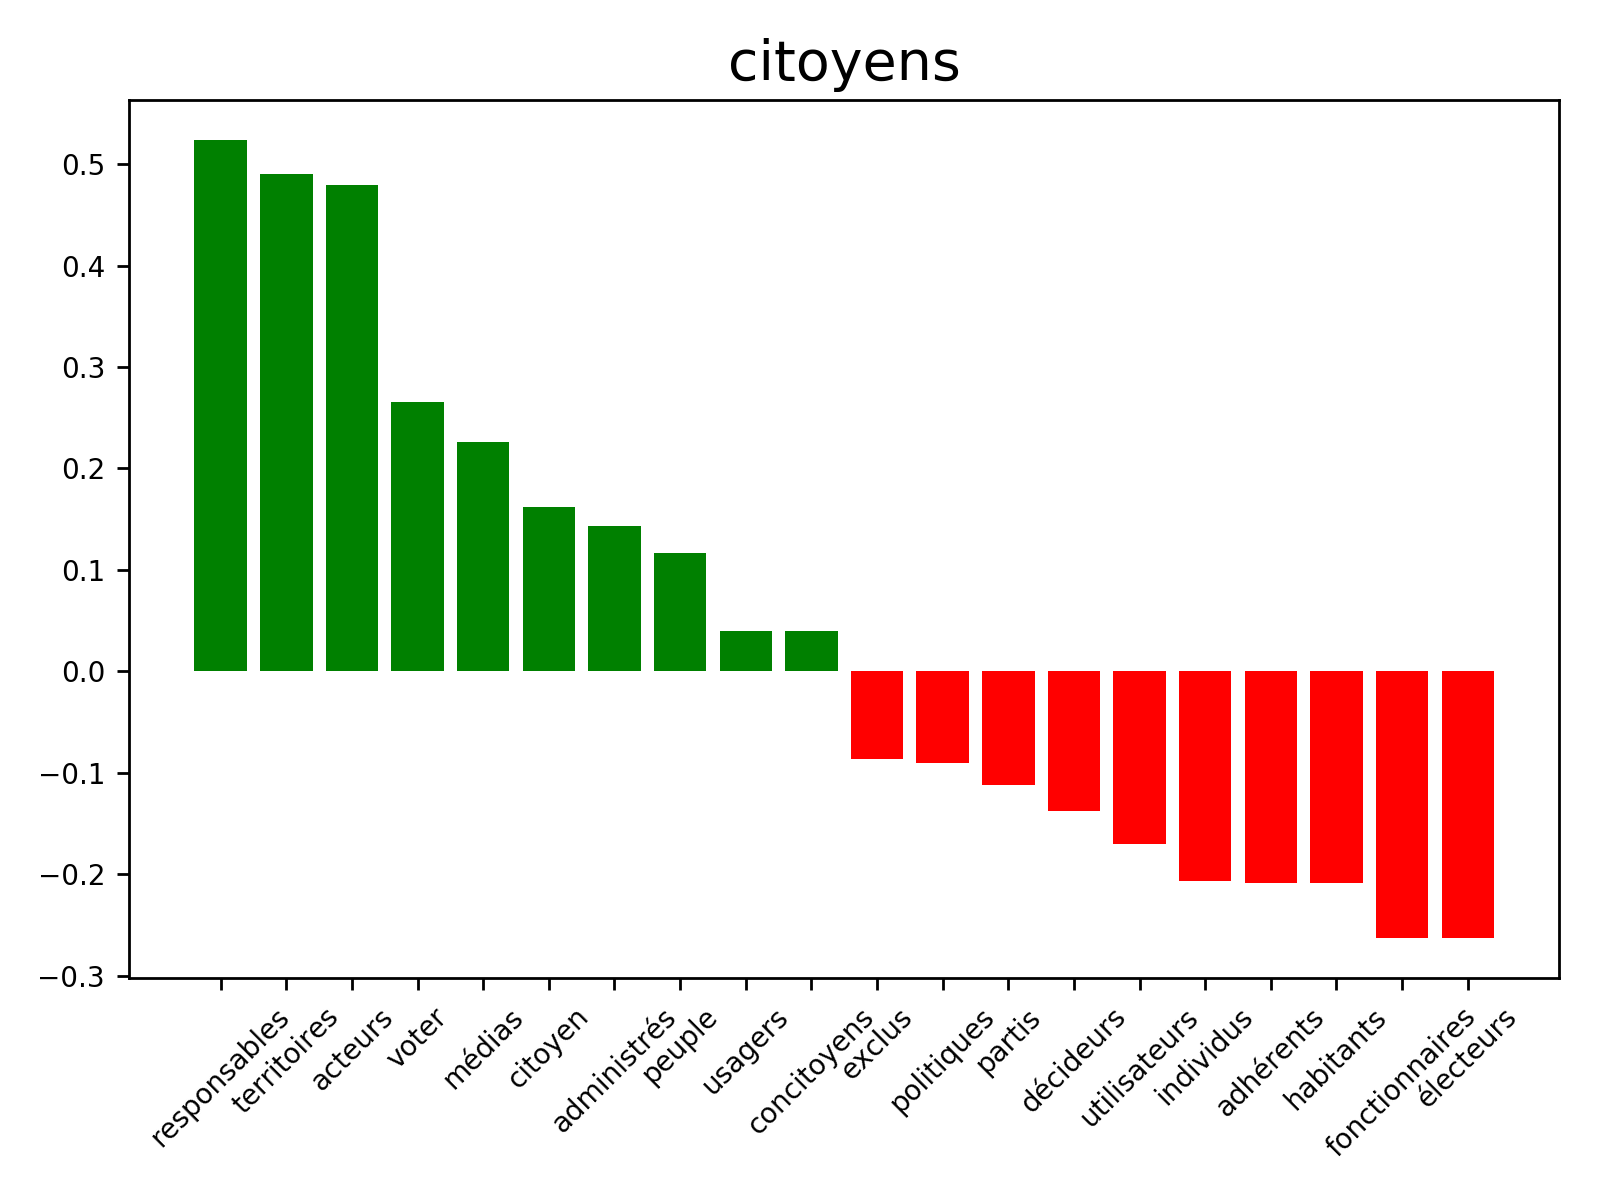 citoyens
0.5
0.4
0.3
0.2
0.1
0.0
−0.1
−0.2
−0.3
responsables
territoires
acteurs
voter
médias
citoyen
administrés
peuple
usagers
concitoyens
exclus
politiques
partis
décideurs
utilisateurs
individus
adhérents
habitants
fonctionnaires
électeurs